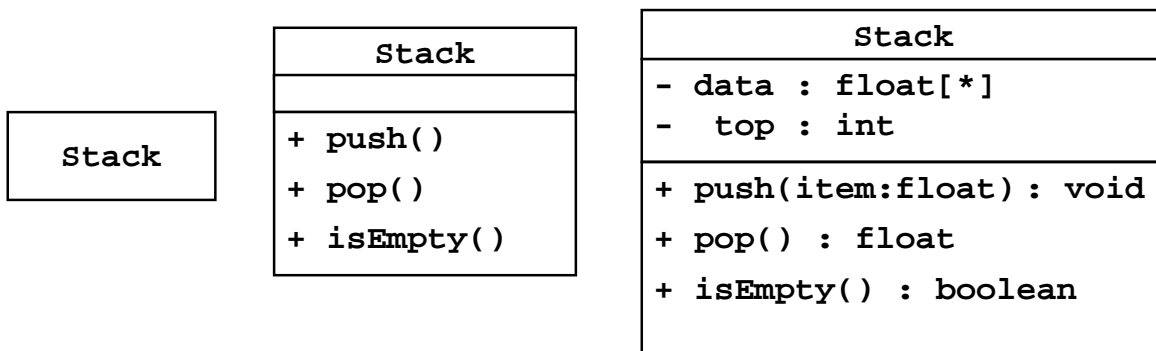 Stack
Stack
+ push()
+ pop()
+ isEmpty()
Stack
- data : float[*]
- top : int
+ push(item:float) : void
+ pop() : float
+ isEmpty() : boolean